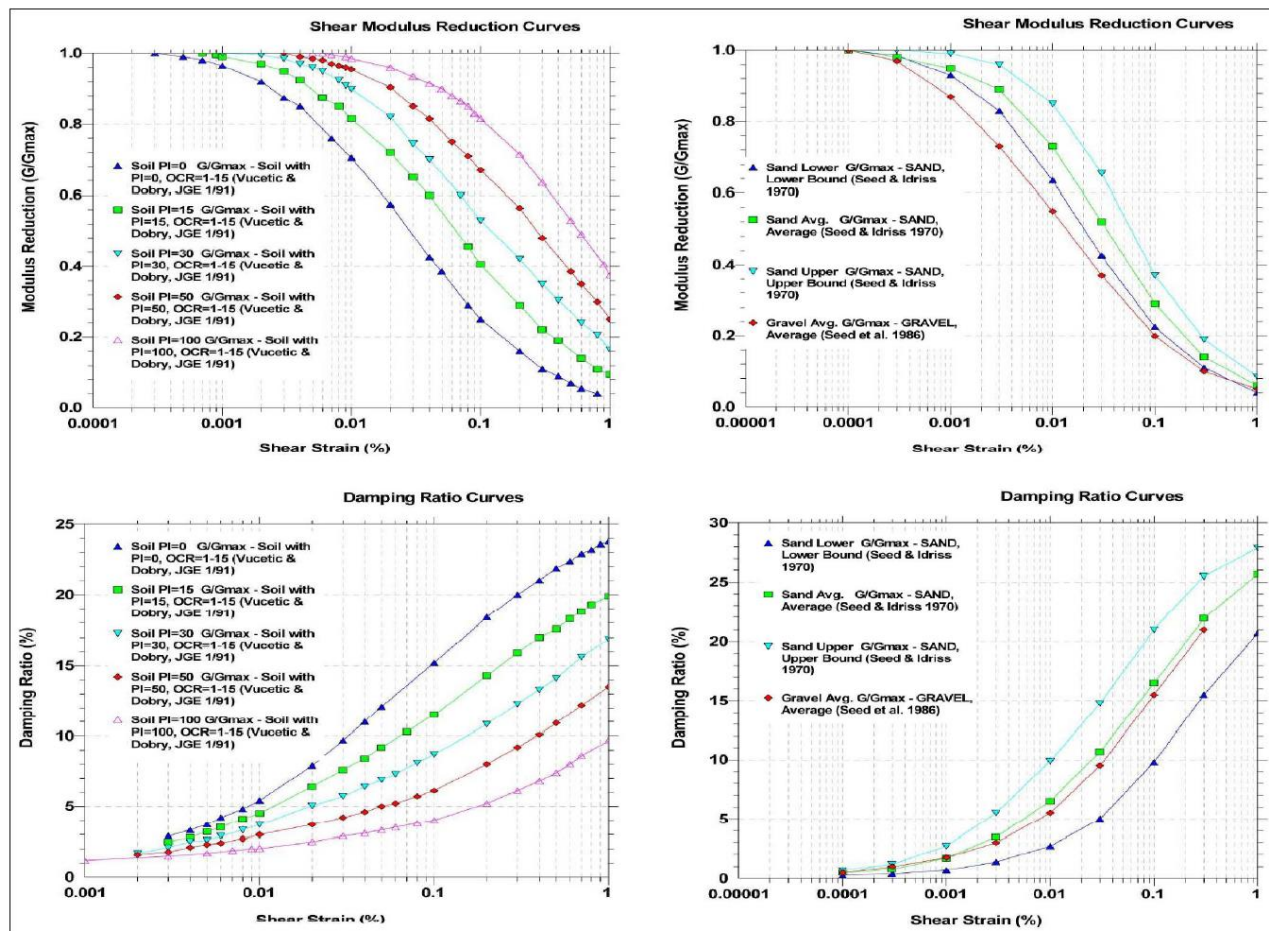 Shear Modulus Reduction Curves
1.0
0.8
0.6
0.4
0.2
0.0
Modulus Reduction (G/Gmax)
Soil PI=0 G/Gmax - Soil with
PI=0, OCR=1-15 (Vucetic &
Dobry, JGE 1/91)
Soil PI=15 G/Gmax - Soil with
PI=15, OCR=1-15 (Vucetic &
Dobry, JGE 1/91)
Soil PI=30 G/Gmax - Soil with
PI=30, OCR=1-15 (Vucetic &
Dobry, JGE 1/91)
Soil PI=50 G/Gmax - Soil with
PI=50, OCR=1-15 (Vucetic &
Dobry, JGE 1/91)
Soil PI=100 G/Gmax - Soil with
PI=100, OCR=1-15 (Vucetic &
Dobry, JGE 1/91)
0.0001 0.001 0.01 0.1 1
Shear Strain (%)
Shear Modulus Reduction Curves
1.0
0.8
0.6
0.4
0.2
0.0
Modulus Reduction (G/Gmax)
Sand Lower G/Gmax - SAND,
Lower Bound (Seed & Idriss
1970)
Sand Avg. G/Gmax - SAND,
Average (Seed & Idriss 1970)
Sand Upper G/Gmax - SAND,
Upper Bound (Seed & Idriss
1970)
Gravel Avg. G/Gmax - GRAVEL,
Average (Seed et al. 1986)
0.00001 0.0001 0.001 0.01 0.1 1
Shear Strain (%)
Damping Ratio Curves
25
20
15
10
5
0
Damping Ratio (%)
Soil PI=0 G/Gmax - Soil with
PI=0, OCR=1-15 (Vucetic &
Dobry, JGE 1/91)
Soil PI=15 G/Gmax - Soil with
PI=15, OCR=1-15 (Vucetic &
Dobry, JGE 1/91)
Soil PI=30 G/Gmax - Soil with
PI=30, OCR=1-15 (Vucetic &
Dobry, JGE 1/91)
Soil PI=50 G/Gmax - Soil with
PI=50, OCR=1-15 (Vucetic &
Dobry, JGE 1/91)
Soil PI=100 G/Gmax - Soil with
PI=100, OCR=1-15 (Vucetic &
Dobry, JGE 1/91)
0.001 0.01 0.1 1
Shear Strain (%)
Damping Ratio Curves
30
25
20
15
10
5
0
Damping Ratio (%)
Sand Lower G/Gmax - SAND,
Lower Bound (Seed & Idriss
1970)
Sand Avg. G/Gmax - SAND,
Average (Seed & Idriss 1970)
Sand Upper G/Gmax - SAND,
Upper Bound (Seed & Idriss
1970)
Gravel Avg. G/Gmax - GRAVEL,
Average (Seed et al. 1986)
0.00001 0.0001 0.001 0.01 0.1 1
Shear Strain (%)